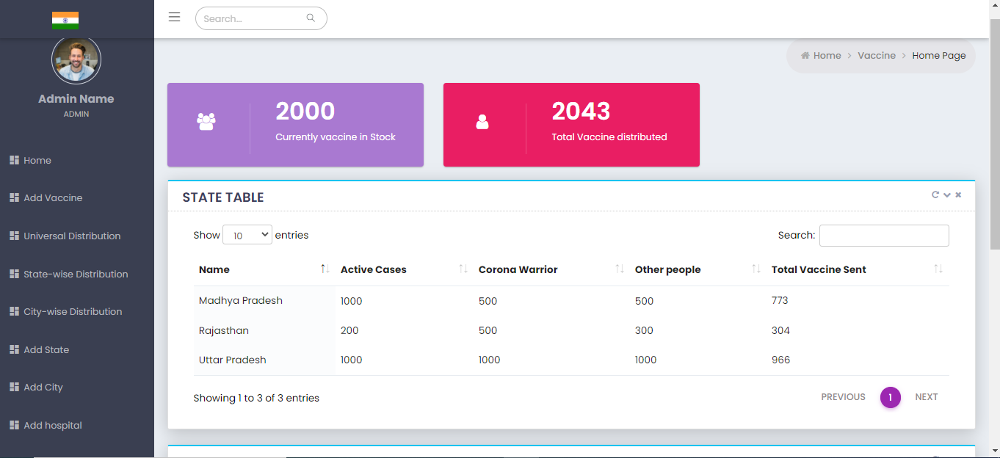 Search...
Home > Vaccine > Home Page
Admin Name
ADMIN
Home
Add Vaccine
Universal Distribution
State-wise Distribution
City-wise Distribution
Add State
Add City
Add hospital
2000
Currently vaccine in Stock
2043
Total Vaccine distributed
STATE TABLE
Show 10 entries
Search:
Name Active Cases Corona Warrior Other people Total Vaccine Sent
Madhya Pradesh 1000 500 500 773
Rajasthan 200 500 300 304
Uttar Pradesh 1000 1000 1000 966
Showing 1 to 3 of 3 entries
PREVIOUS 1 NEXT